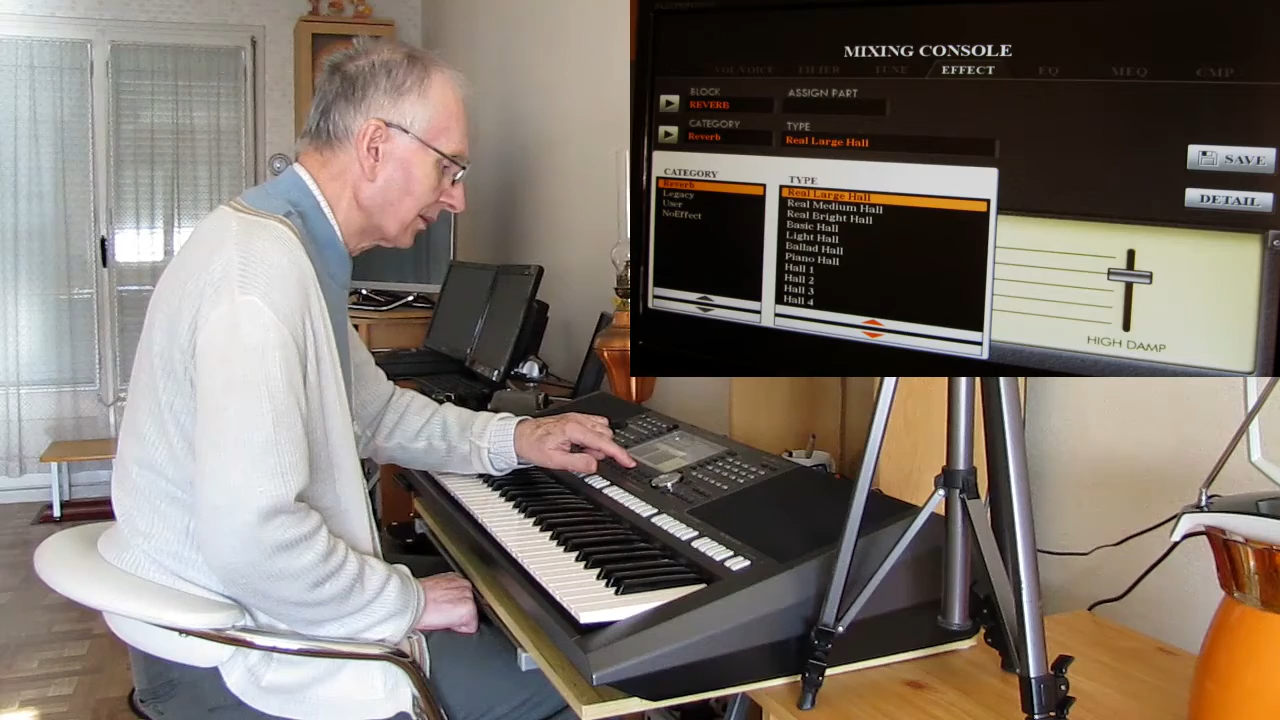 MIXING CONSOLE
VOL/VOICE FILTER TUNE EFFECT EQ MEQ CMP
BLOCK ASSIGN PART
REVERB
CATEGORY TYPE
Reverb Real Large Hall
SAVE
DETAIL
CATEGORY TYPE
Reverb
Legacy
User
NoEffect
Real Large Hall
Real Medium Hall
Real Bright Hall
Basic Hall
Light Hall
Ballad Hall
Piano Hall
Hall 1
Hall 2
Hall 3
Hall 4
HIGH DAMP